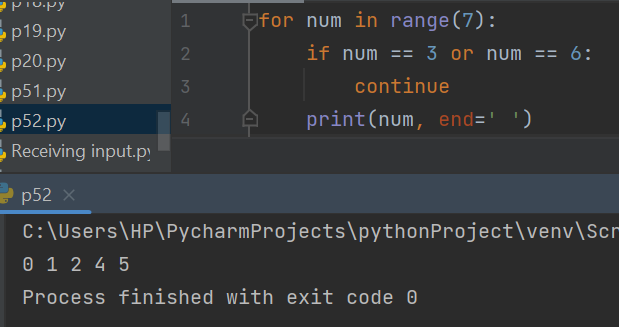 p18.py
p19.py
p20.py
p51.py
p52.py
Receiving input.py
1 for num in range(7):
2 if num == 3 or num == 6:
3 continue
4 print(num, end=' ')
p52 ×
C:\Users\HP\PycharmProjects\pythonProject\venv\Scr
0 1 2 4 5
Process finished with exit code 0